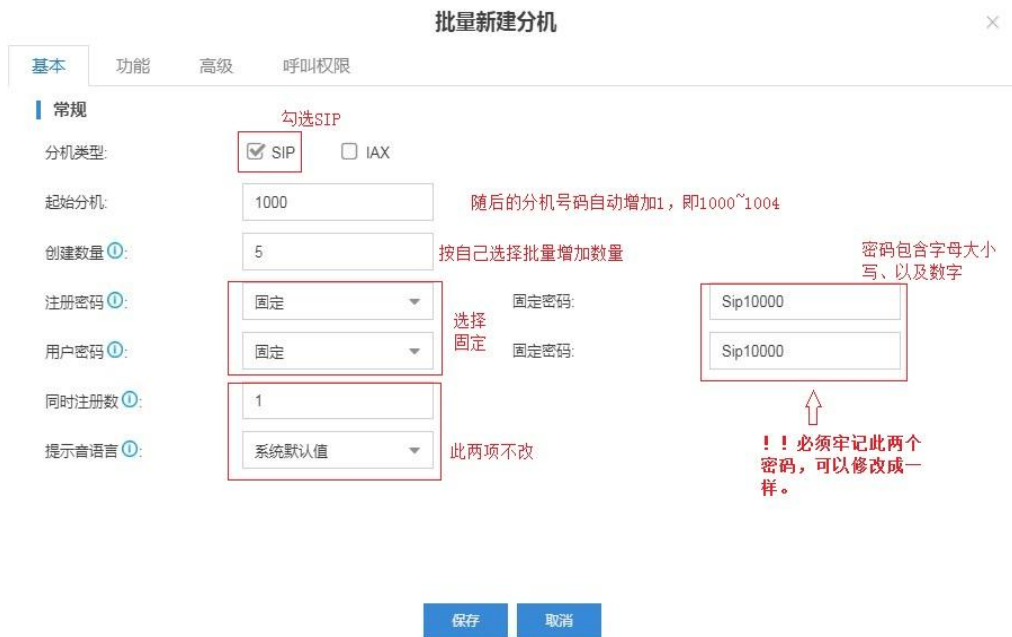 批量新建分机
基本 功能 高级 呼叫权限
常规
勾选SIP
分机类型: SIP IAX
起始分机: 1000 随后的分机号码自动增加1，即1000~1004
创建数量: 5 按自己选择批量增加数量
密码包含字母大小
写、以及数字
注册密码: 固定 固定密码: Sip10000
选择
固定
用户密码: 固定 固定密码: Sip10000
同时注册数: 1
提示音语言: 系统默认值 此两项不改
！！必须牢记此两个
密码，可以修改成一
样。
保存 取消